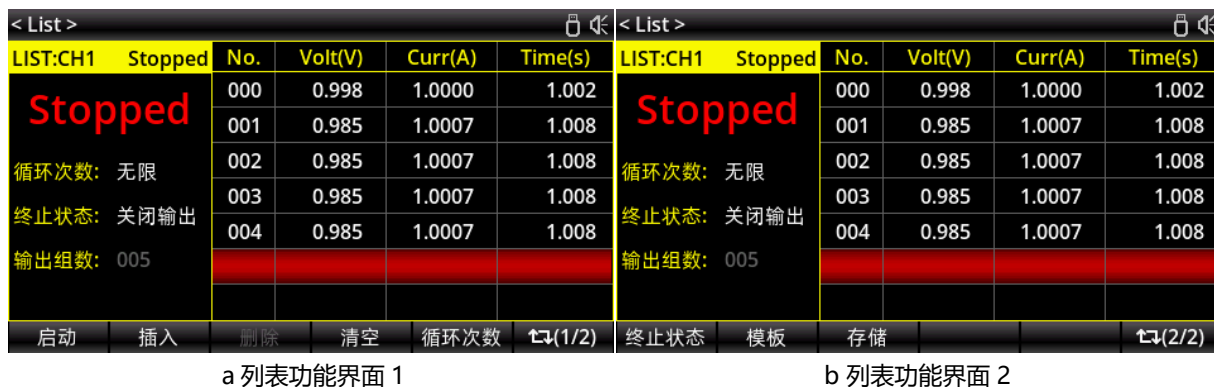 < List >
LIST:CH1 Stopped No. Volt(V) Curr(A) Time(s)
Stopped
000 0.998 1.0000 1.002
001 0.985 1.0007 1.008
循环次数: 无限
002 0.985 1.0007 1.008
003 0.985 1.0007 1.008
终止状态: 关闭输出
004 0.985 1.0007 1.008
输出组数: 005
启动 插入 删除 清空 循环次数 (1/2)
a 列表功能界面 1
< List >
LIST:CH1 Stopped No. Volt(V) Curr(A) Time(s)
Stopped
000 0.998 1.0000 1.002
001 0.985 1.0007 1.008
循环次数: 无限
002 0.985 1.0007 1.008
003 0.985 1.0007 1.008
终止状态: 关闭输出
004 0.985 1.0007 1.008
输出组数: 005
终止状态 模板 存储 (2/2)
b 列表功能界面 2